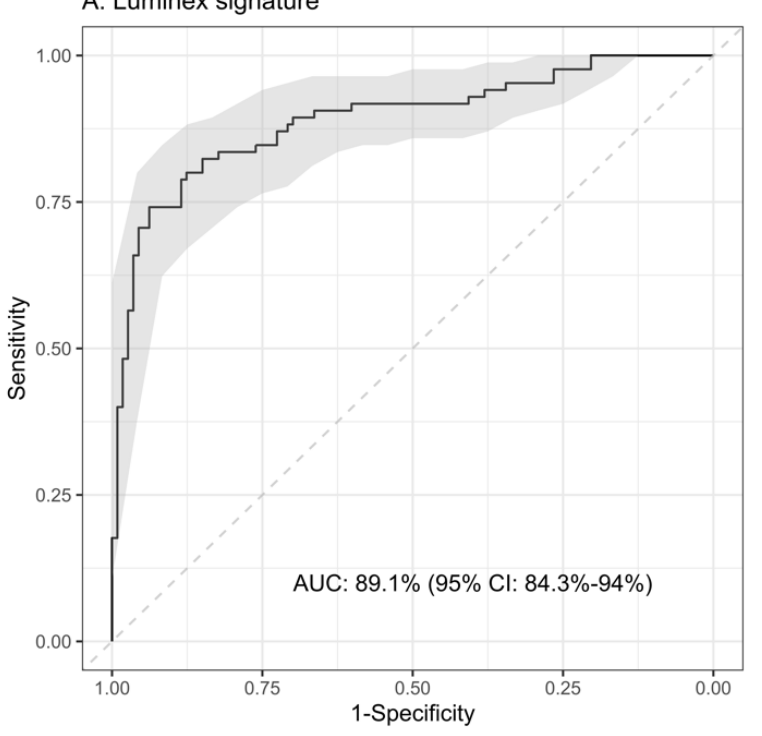 A. Luminex signature
1.00
0.75
0.50
0.25
0.00
Sensitivity
AUC: 89.1% (95% CI: 84.3%-94%)
1.00 0.75 0.50 0.25 0.00
1-Specificity